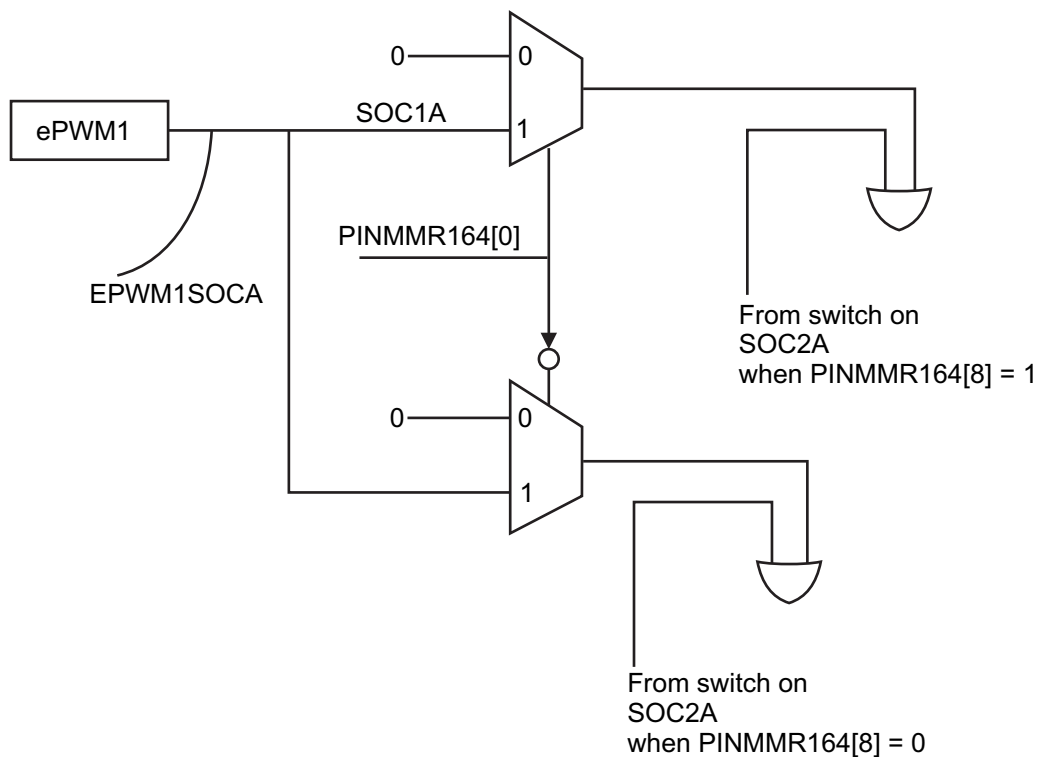 0
0
ePWM1
SOC1A
1
PINMMR164[0]
EPWM1SOCA
From switch on
SOC2A
when PINMMR164[8] = 1
0
0
1
From switch on
SOC2A
when PINMMR164[8] = 0